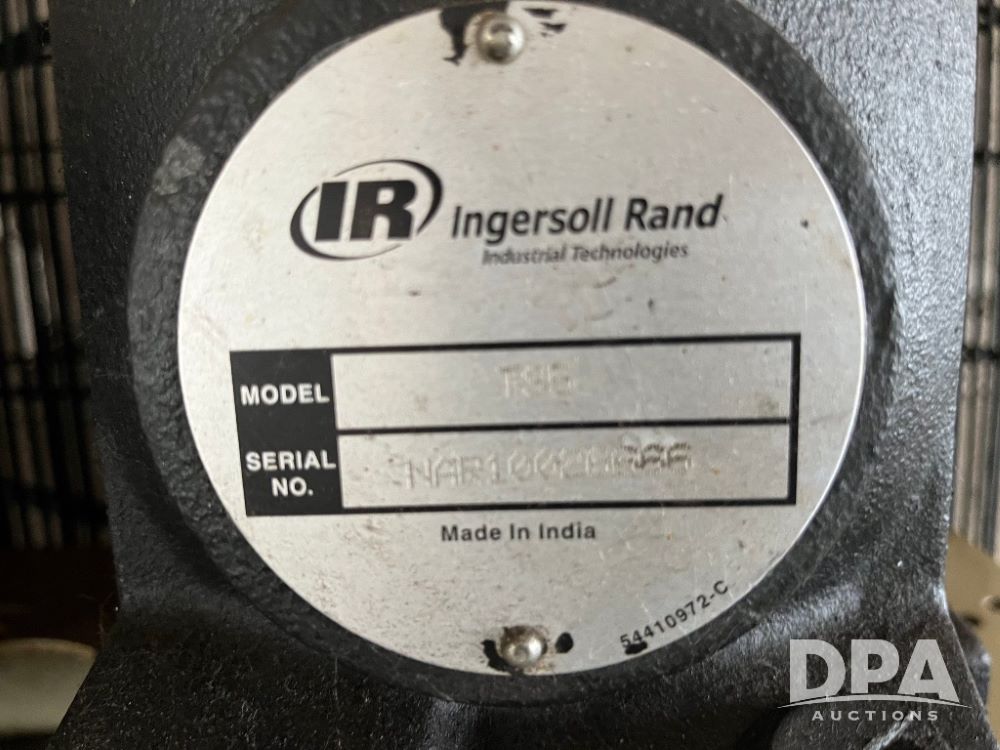 IR Ingersoll Rand
Industrial Technologies
MODEL
SERIAL
NO.
Made In India
54410972-C
DPA
AUCTIONS